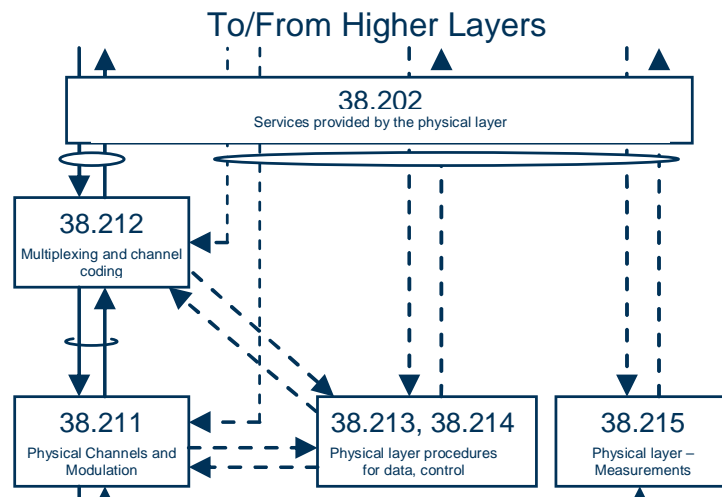 To/From Higher Layers
38.202
Services provided by the physical layer
38.212
Multiplexing and channel
coding
38.211
Physical Channels and
Modulation
38.213, 38.214
Physical layer procedures
for data, control
38.215
Physical layer –
Measurements